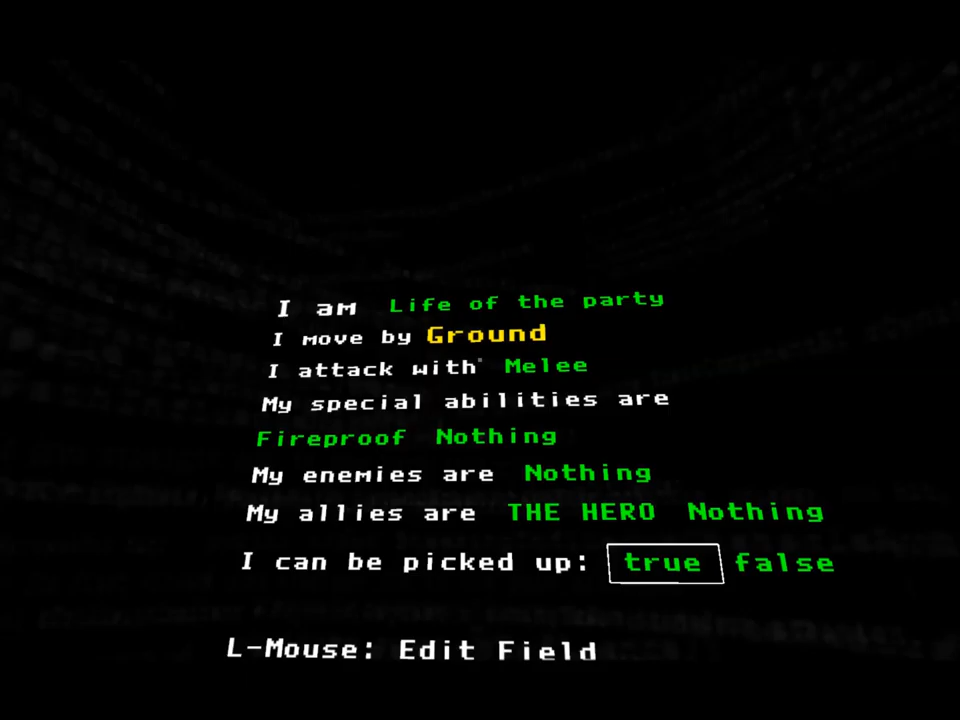 I am Life of the party
I move by Ground
I attack with Melee
My special abilities are
Fireproof Nothing
My enemies are Nothing
My allies are THE HERO Nothing
I can be picked up: true false
L-Mouse: Edit Field